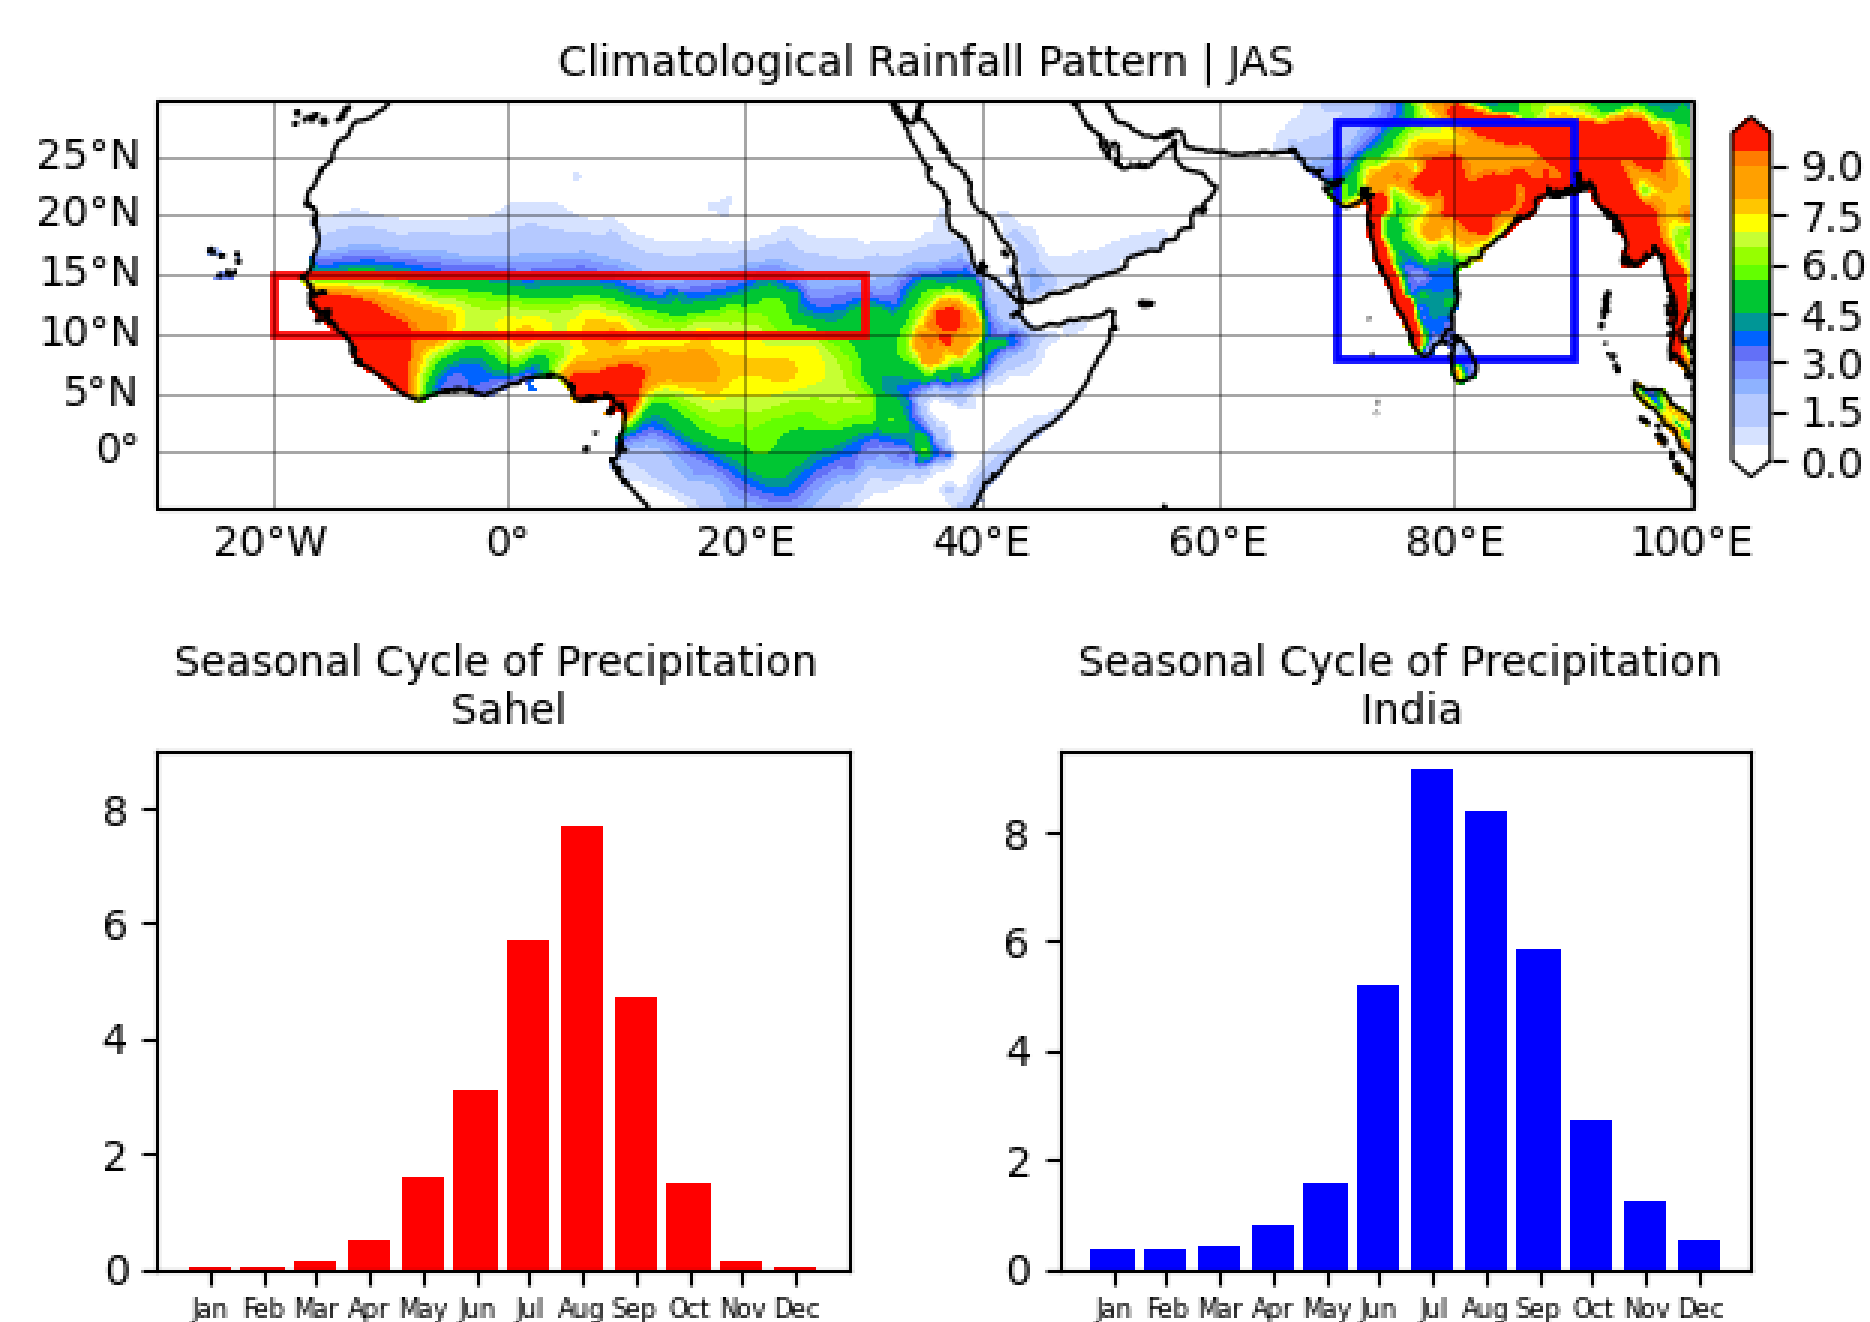 Climatological Rainfall Pattern | JAS
25°N
20°N
15°N
10°N
5°N
0°
20°W 0° 20°E 40°E 60°E 80°E 100°E
9.0
7.5
6.0
4.5
3.0
1.5
0.0
Seasonal Cycle of Precipitation
Sahel
8
6
4
2
0
Jan Feb Mar Apr May Jun Jul Aug Sep Oct Nov Dec
Seasonal Cycle of Precipitation
India
8
6
4
2
0
Jan Feb Mar Apr May Jun Jul Aug Sep Oct Nov Dec